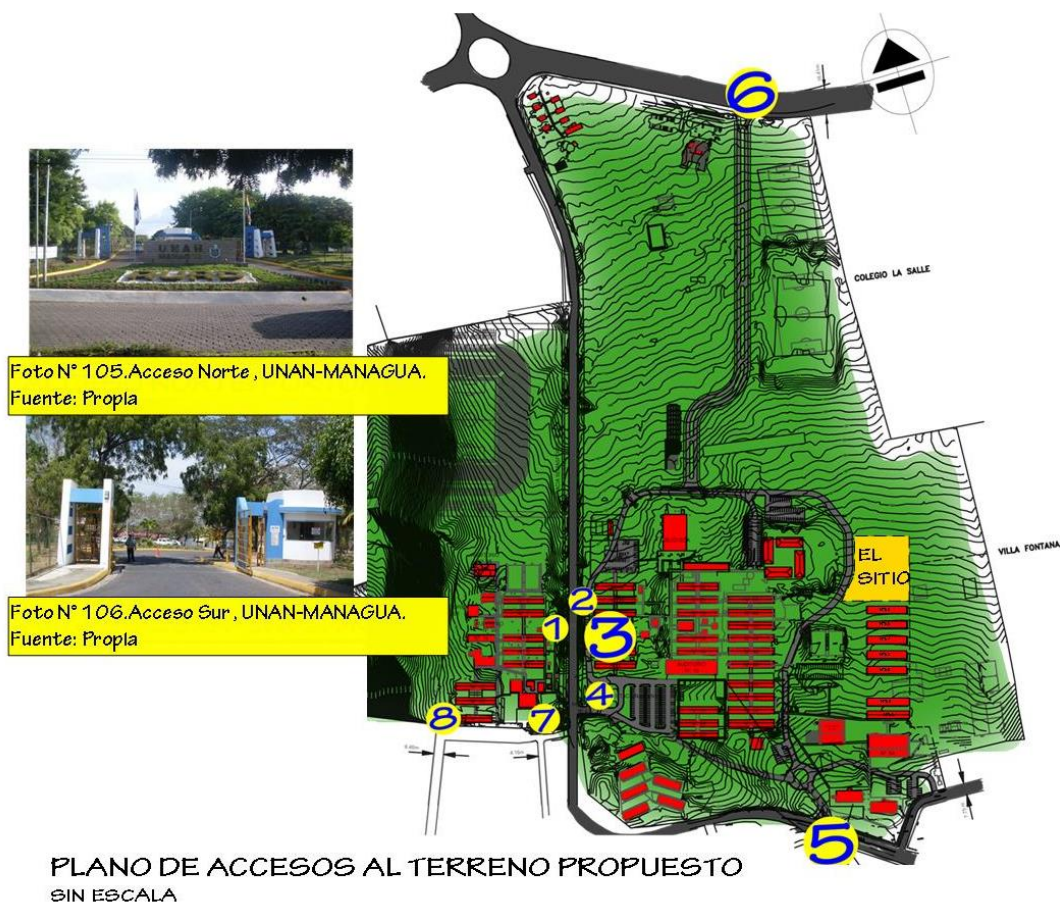 6
COLEGIO LA SALLE
UNAN
Foto N° 105.Acceso Norte, UNAN-MANAGUA.
Fuente: Propia
VILLA FONTANA
EL
SITIO
2
1
3
Foto N° 106.Acceso Sur, UNAN-MANAGUA.
Fuente: Propia
4
8
7
5
PLANO DE ACCESOS AL TERRENO PROPUESTO
SIN ESCALA